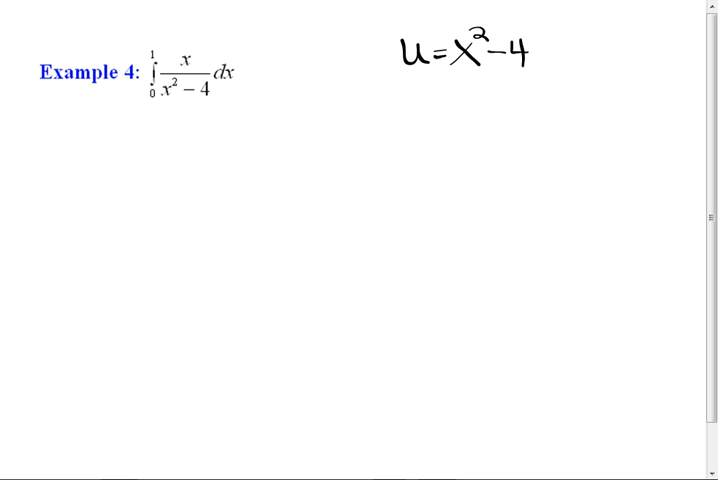 Example 4: ∫₀¹ x/(x² − 4) dx
u = x² − 4